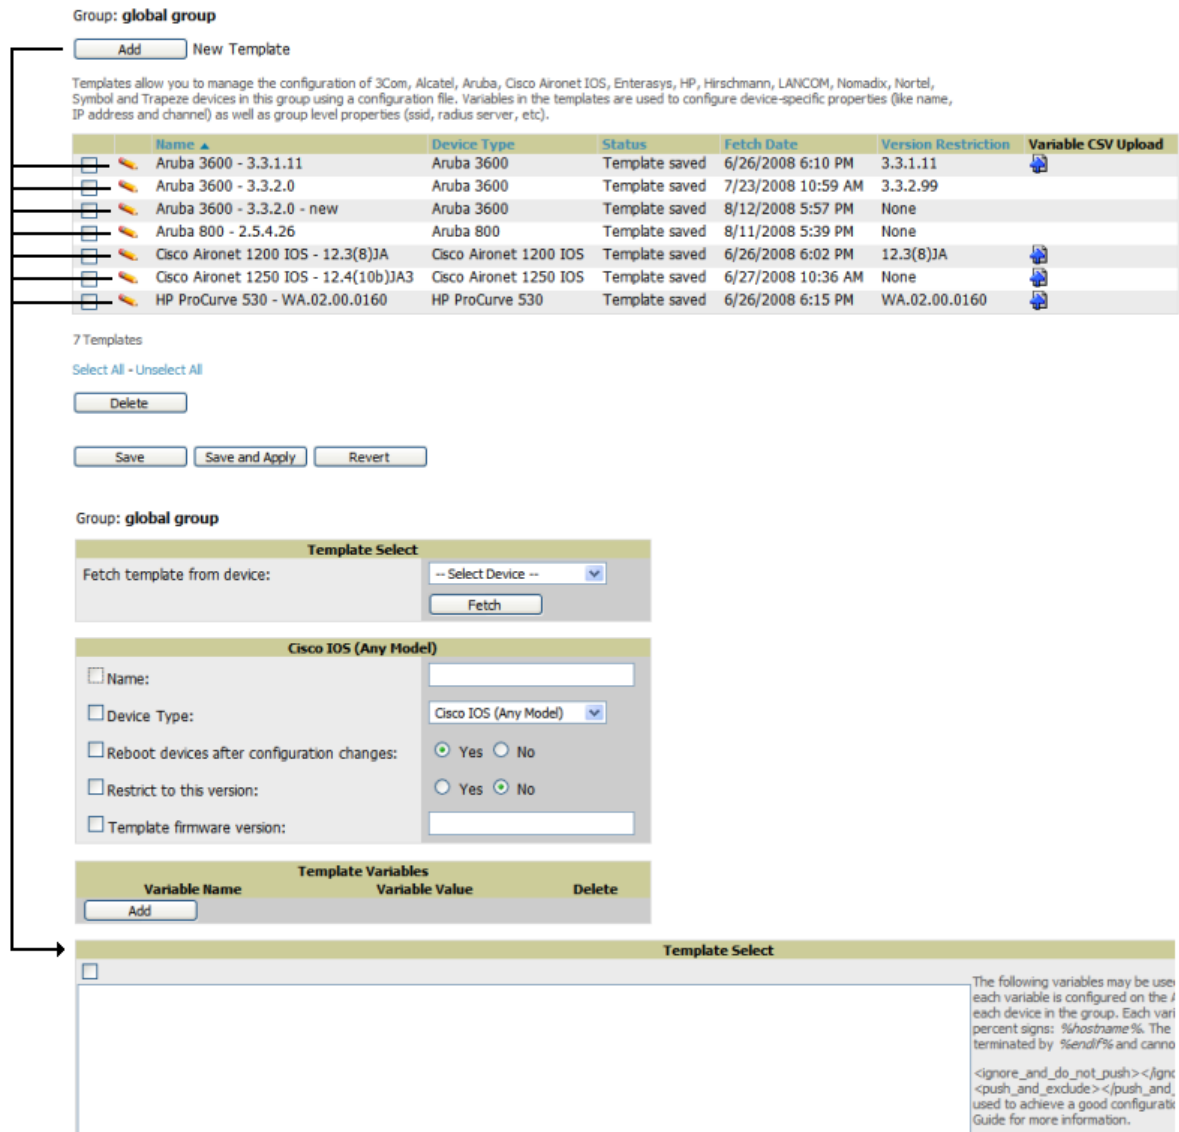 Group: global group
Add New Template
Templates allow you to manage the configuration of 3Com, Alcatel, Aruba, Cisco Aironet IOS, Enterasys, HP, Hirschmann, LANCOM, Nomadix, Nortel,
Symbol and Trapeze devices in this group using a configuration file. Variables in the templates are used to configure device-specific properties (like name,
IP address and channel) as well as group level properties (ssid, radius server, etc).
Name Device Type Status Fetch Date Version Restriction Variable CSV Upload
Aruba 3600 - 3.3.1.11 Aruba 3600 Template saved 6/26/2008 6:10 PM 3.3.1.11
Aruba 3600 - 3.3.2.0 Aruba 3600 Template saved 7/23/2008 10:59 AM 3.3.2.99
Aruba 3600 - 3.3.2.0 - new Aruba 3600 Template saved 8/12/2008 5:57 PM None
Aruba 800 - 2.5.4.26 Aruba 800 Template saved 8/11/2008 5:39 PM None
Cisco Aironet 1200 IOS - 12.3(8)JA Cisco Aironet 1200 IOS Template saved 6/26/2008 6:02 PM 12.3(8)JA
Cisco Aironet 1250 IOS - 12.4(10b)JA3 Cisco Aironet 1250 IOS Template saved 6/27/2008 10:36 AM None
HP ProCurve 530 - WA.02.00.0160 HP ProCurve 530 Template saved 6/26/2008 6:15 PM WA.02.00.0160
7 Templates
Select All - Unselect All
Delete
Save Save and Apply Revert
Group: global group
Template Select
Fetch template from device: -- Select Device --
Fetch
Cisco IOS (Any Model)
Name:
Device Type: Cisco IOS (Any Model)
Reboot devices after configuration changes: Yes No
Restrict to this version: Yes No
Template firmware version:
Template Variables
Variable Name Variable Value Delete
Add
Template Select
The following variables may be use
each variable is configured on the
each device in the group. Each vari
percent signs: %hostname%. The
terminated by %endif% and canno
<ignore_and_do_not_push></igno
<push_and_exclude></push_and_
used to achieve a good configuratio
Guide for more information.